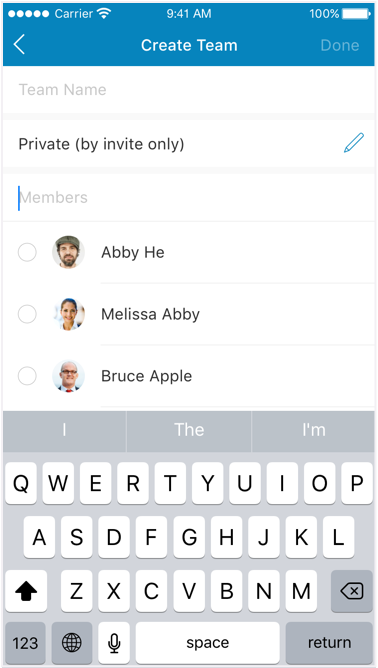 Carrier 9:41 AM 100%
Create Team Done
Team Name
Private (by invite only)
Members
Abby He
Melissa Abby
Bruce Apple
I The I'm
Q W E R T Y U I O P
A S D F G H J K L
Z X C V B N M
123 space return